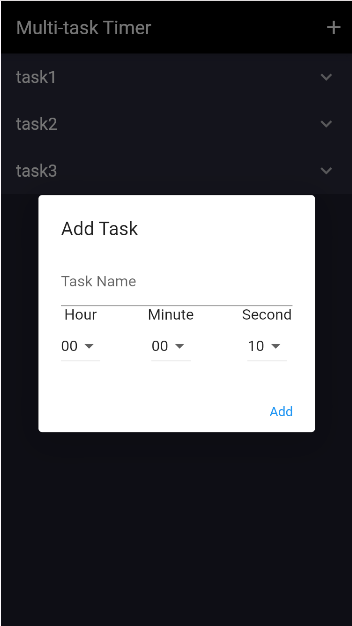 Multi-task Timer +
task1
task2
task3
Add Task
Task Name
Hour Minute Second
00 00 10
Add